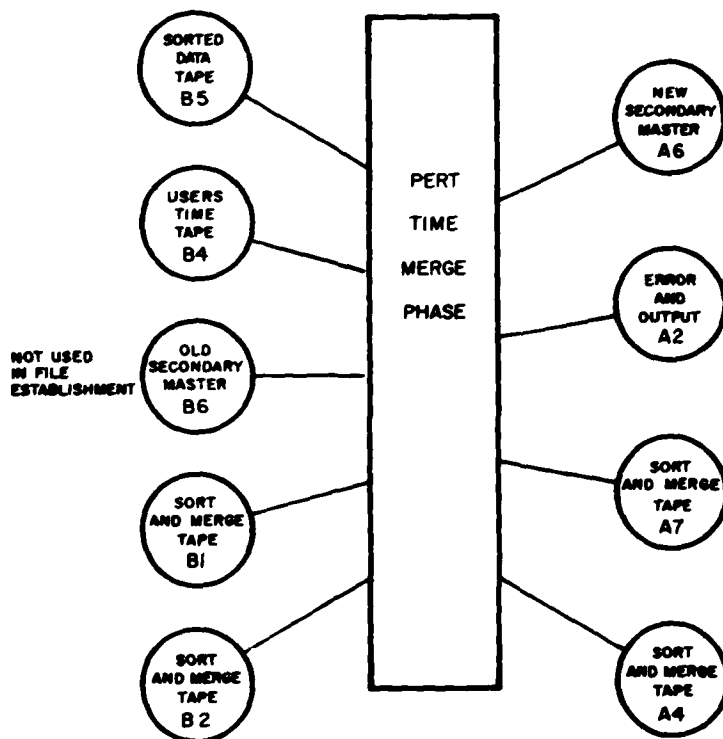 SORTED
DATA
TAPE
B5
USERS
TIME
TAPE
B4
NOT USED
IN FILE
ESTABLISHMENT
OLD
SECONDARY
MASTER
B6
SORT
AND MERGE
TAPE
B1
SORT
AND MERGE
TAPE
B2
PERT
TIME
MERGE
PHASE
NEW
SECONDARY
MASTER
A6
ERROR
AND
OUTPUT
A2
SORT
AND MERGE
TAPE
A7
SORT
AND MERGE
TAPE
A4